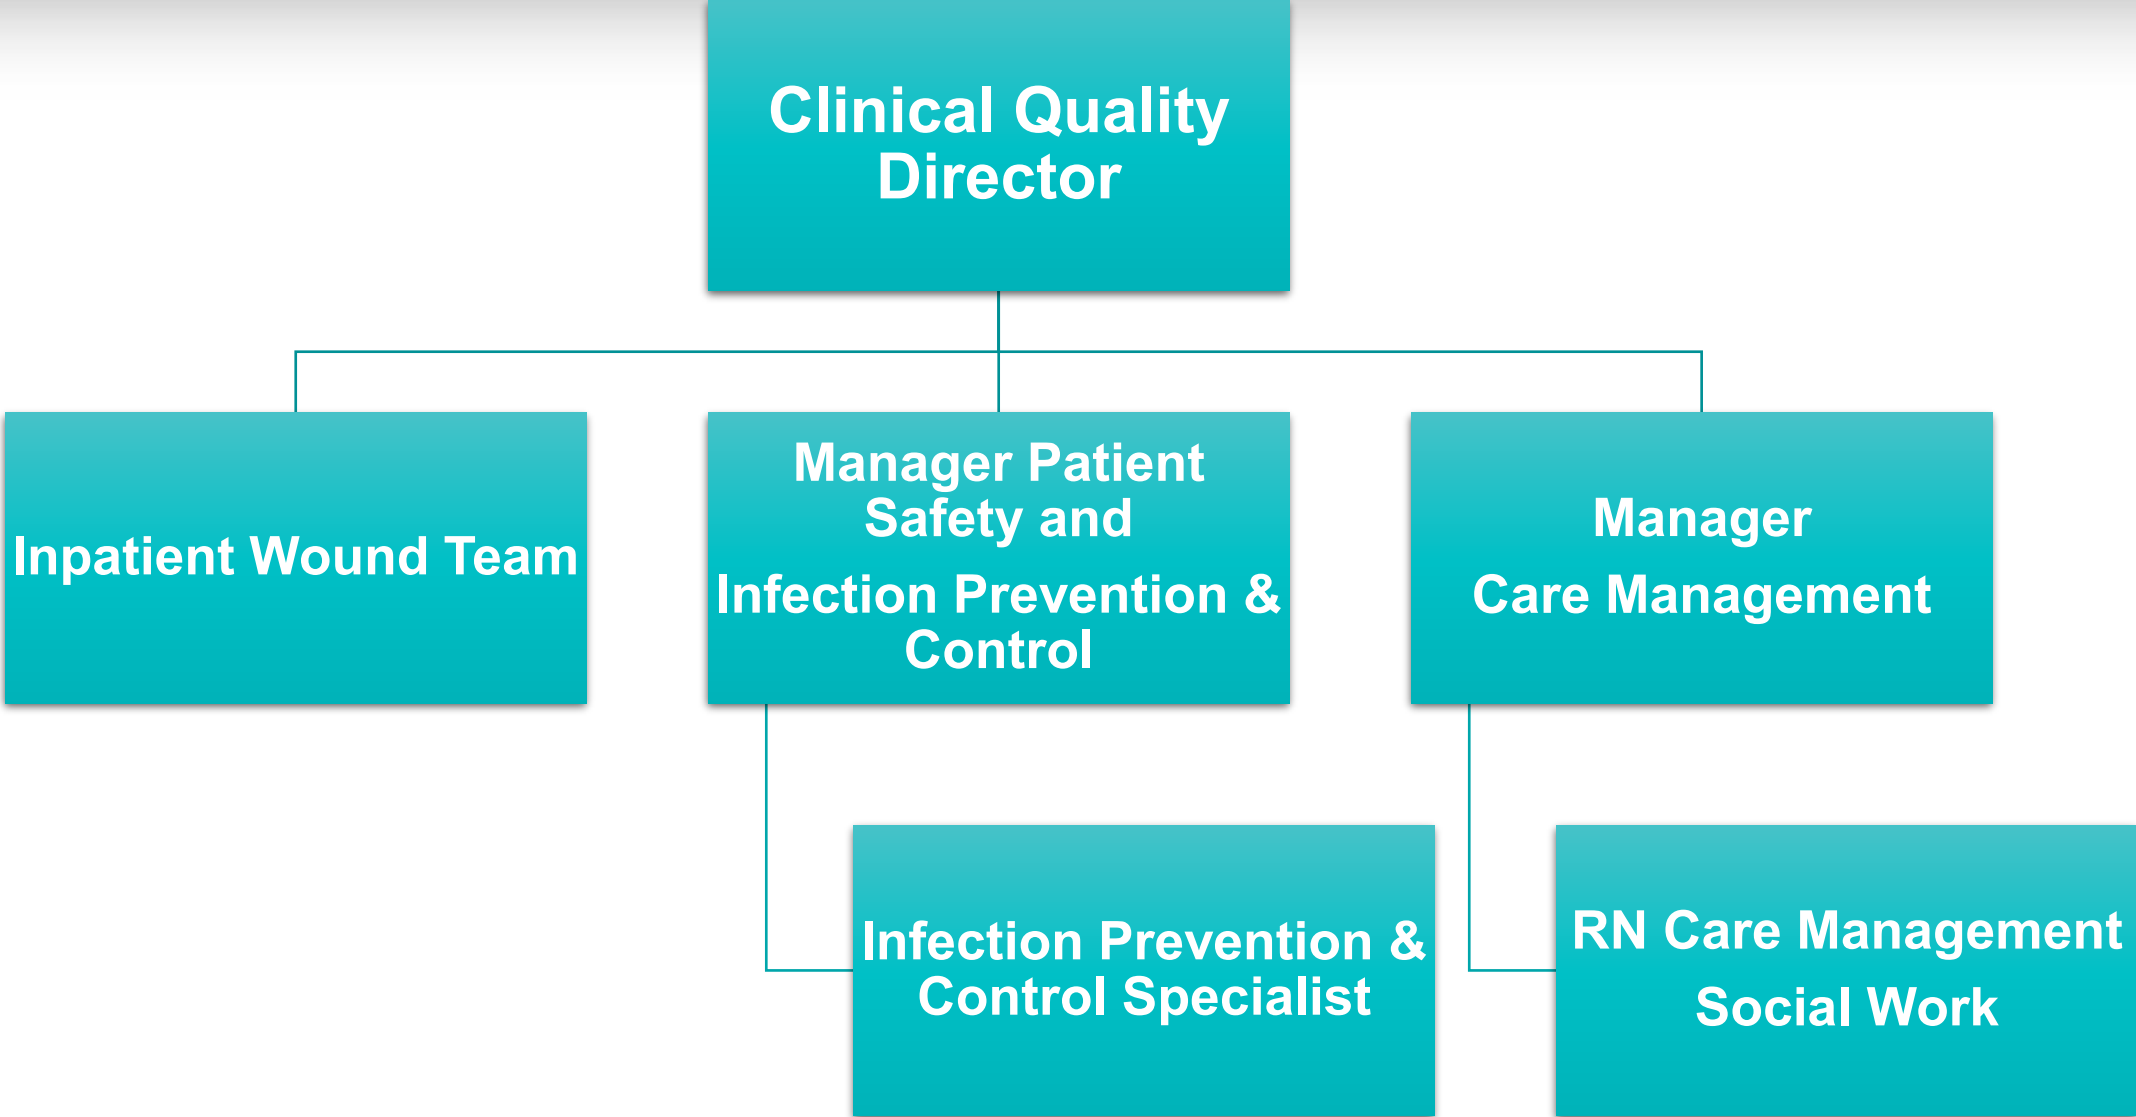 Clinical Quality
Director
Inpatient Wound Team
Manager Patient
Safety and
Infection Prevention &
Control
Manager
Care Management
Infection Prevention &
Control Specialist
RN Care Management
Social Work